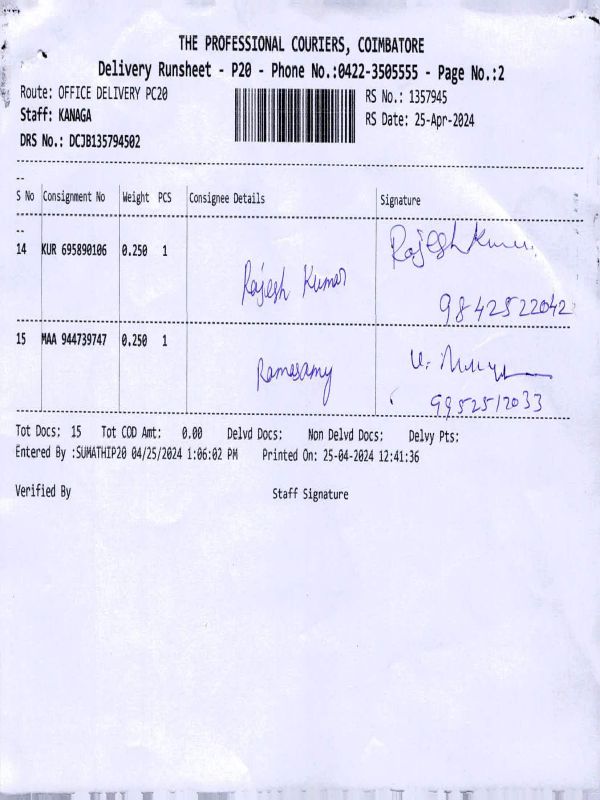 THE PROFESSIONAL COURIERS, COIMBATORE
Delivery Runsheet - P20 - Phone No.:0422-3505555 - Page No.:2
Route: OFFICE DELIVERY PC20
RS No.: 1357945
Staff: KANAGA
RS Date: 25-Apr-2024
DRS No.: DCJB135794502
S No Consignment No Weight PCS Consignee Details Signature
14 KUR 695890106 0.250 1 Rajesh Kumar Rajesh Kumar
9842522042
15 MAA 944739747 0.250 1 Ramasamy
9952512033
Tot Docs: 15 Tot COD Amt: 0.00 Delvd Docs: Non Delvd Docs: Delvy Pts:
Entered By :SUMATHIP20 04/25/2024 1:06:02 PM Printed On: 25-04-2024 12:41:36
Verified By Staff Signature